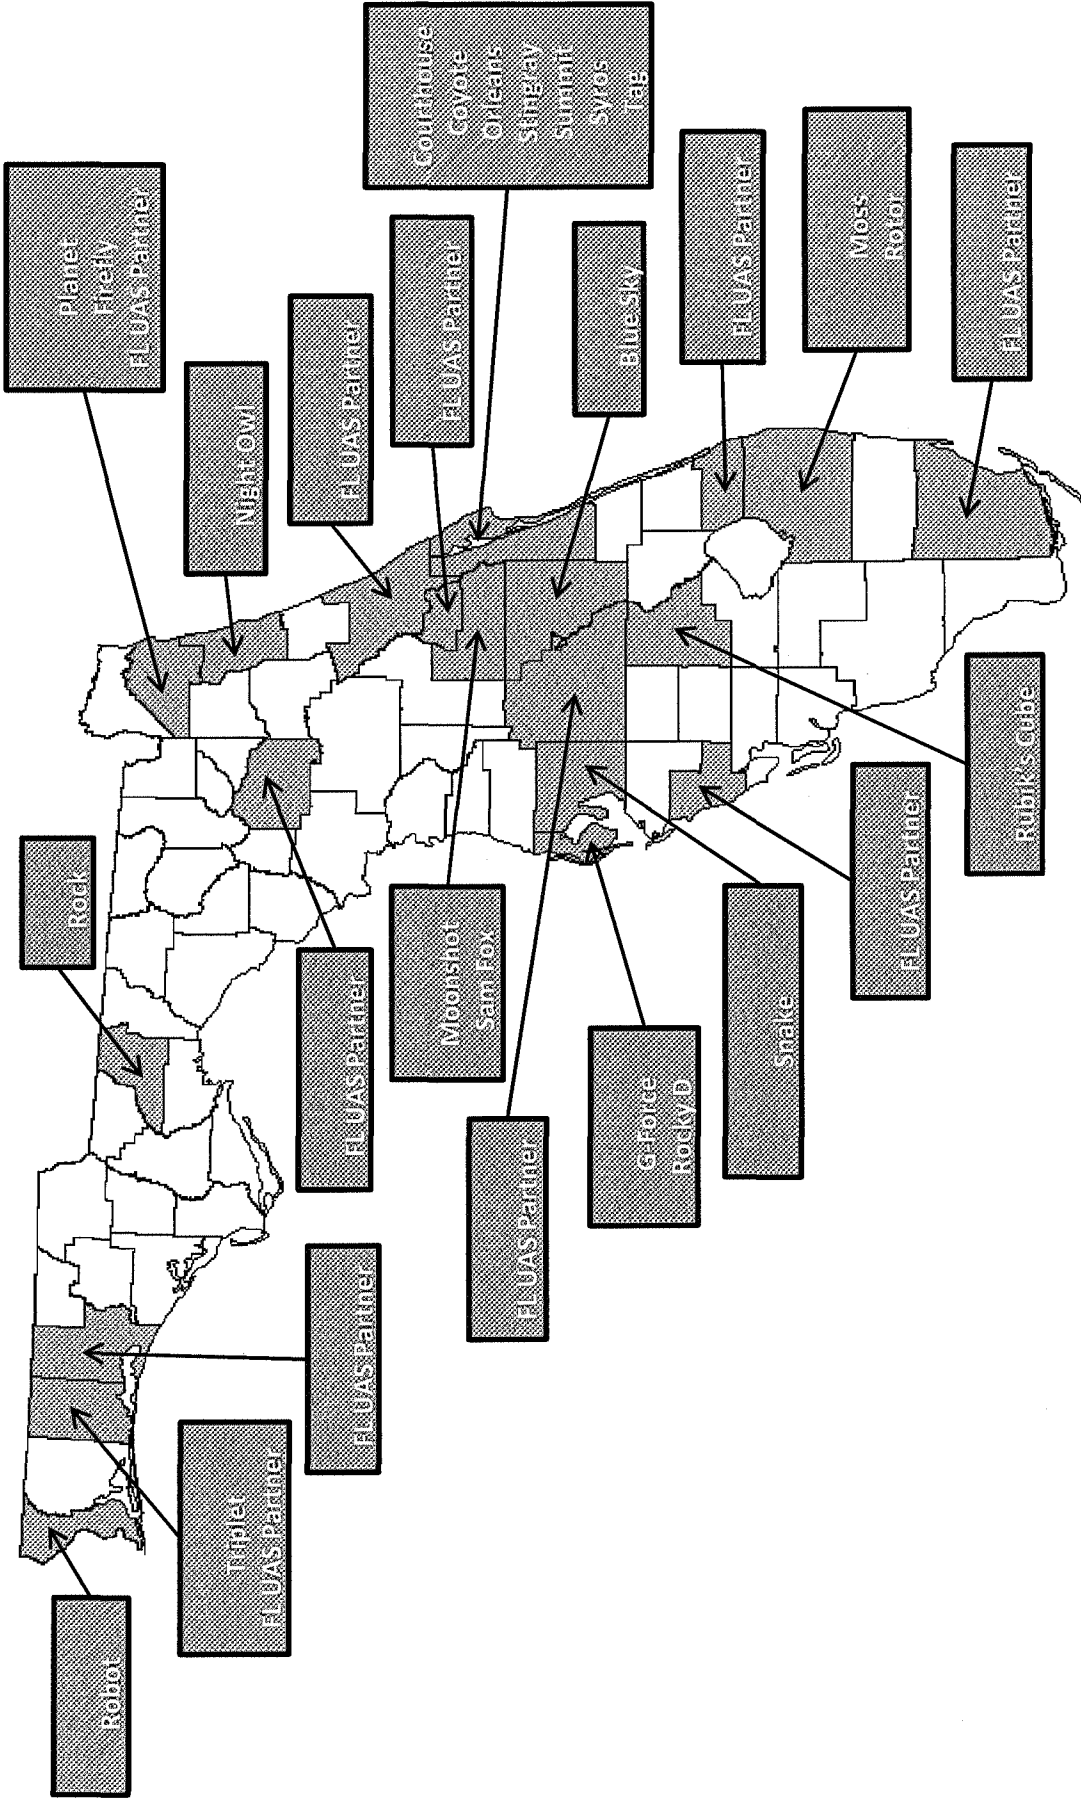 Robot
Triplet
FL UAS Partner
FL UAS Partner
Rock
FL UAS Partner
Planet
Firefly
FL UAS Partner
Night Owl
FL UAS Partner
FL UAS Partner
Courthouse
Coyote
Orleans
Stingray
Summit
Syros
Tag
Moonshot
Sam Fox
FL UAS Partner
Blue Sky
G-Force
Rocky D
FL UAS Partner
Snake
Moss
Rotor
FL UAS Partner
Rubik's Cube
FL UAS Partner